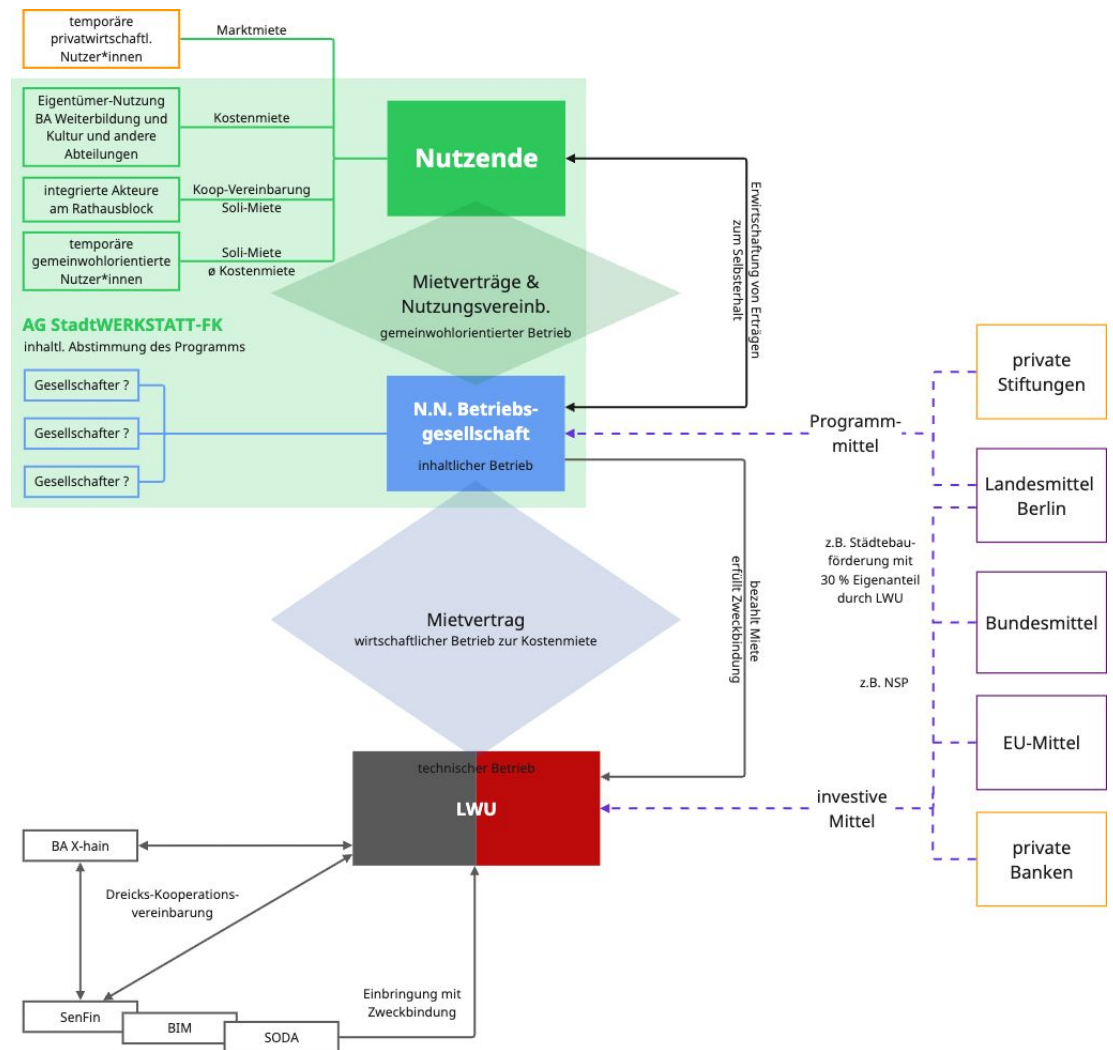 temporäre
privatwirtschaftl.
Nutzer*innen
Marktmiete
Eigentümer-Nutzung
BA Weiterbildung und
Kultur und andere
Abteilungen
Kostenmiete
integrierte Akteure
am Rathausblock
Koop-Vereinbarung
Soli-Miete
temporäre
gemeinwohlorientierte
Nutzer*innen
Soli-Miete
ø Kostenmiete
Nutzende
Erwirtschaftung von Erträgen
zum Selbsterhalt
Mietverträge &
Nutzungsvereinb.
gemeinwohlorientierter Betrieb
AG StadtWERKSTATT-FK
inhaltl. Abstimmung des Programms
Gesellschafter ?
Gesellschafter ?
Gesellschafter ?
N.N. Betriebs-
gesellschaft
inhaltlicher Betrieb
Programm-
mittel
private
Stiftungen
Landesmittel
Berlin
z.B. Städtebau-
förderung mit
30 % Eigenanteil
durch LWU
Bundesmittel
z.B. NSP
EU-Mittel
investive
Mittel
private
Banken
bezahlt Miete
erfüllt Zweckbindung
Mietvertrag
wirtschaftlicher Betrieb zur Kostenmiete
technischer Betrieb
LWU
BA X-hain
Dreicks-Kooperations-
vereinbarung
SenFin
BIM
SODA
Einbringung mit
Zweckbindung